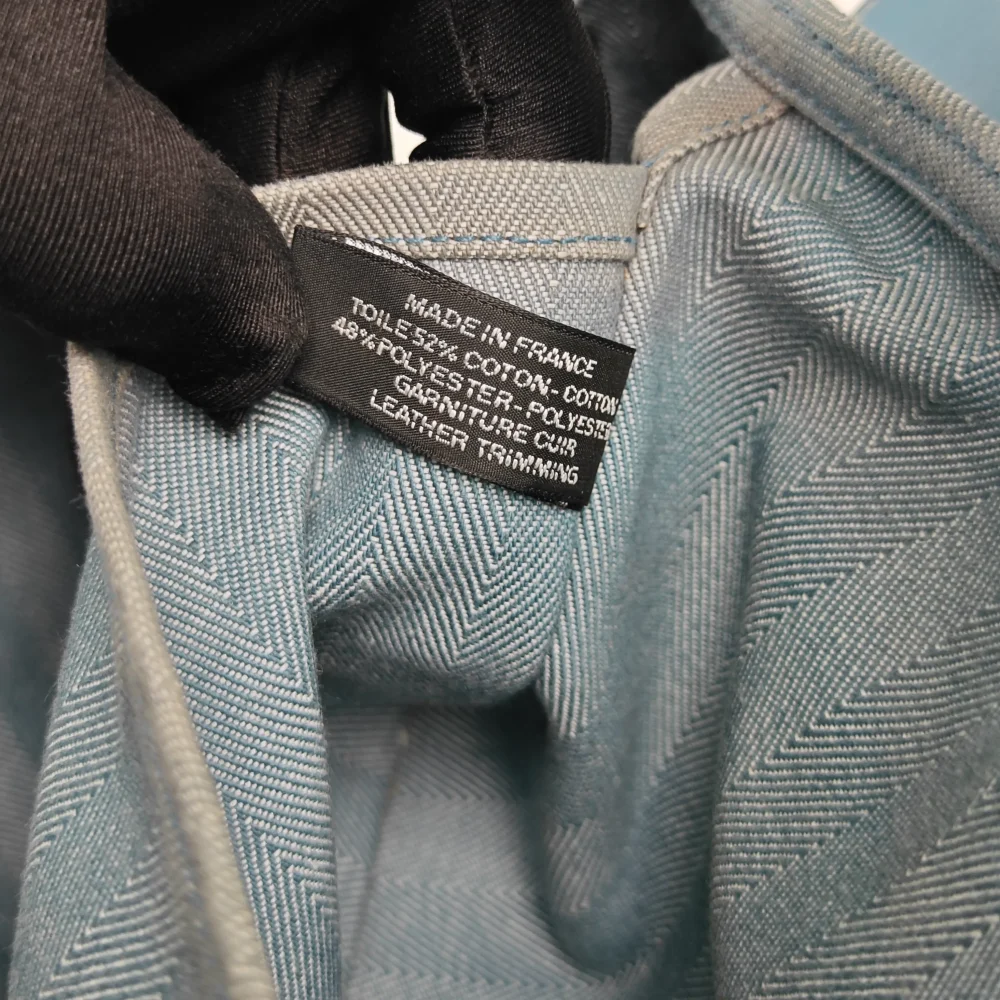 MADE IN FRANCE
TOILE 52% COTON - COTTON
48% POLYESTER - POLYESTER
GARNITURE CUIR
LEATHER TRIMMING